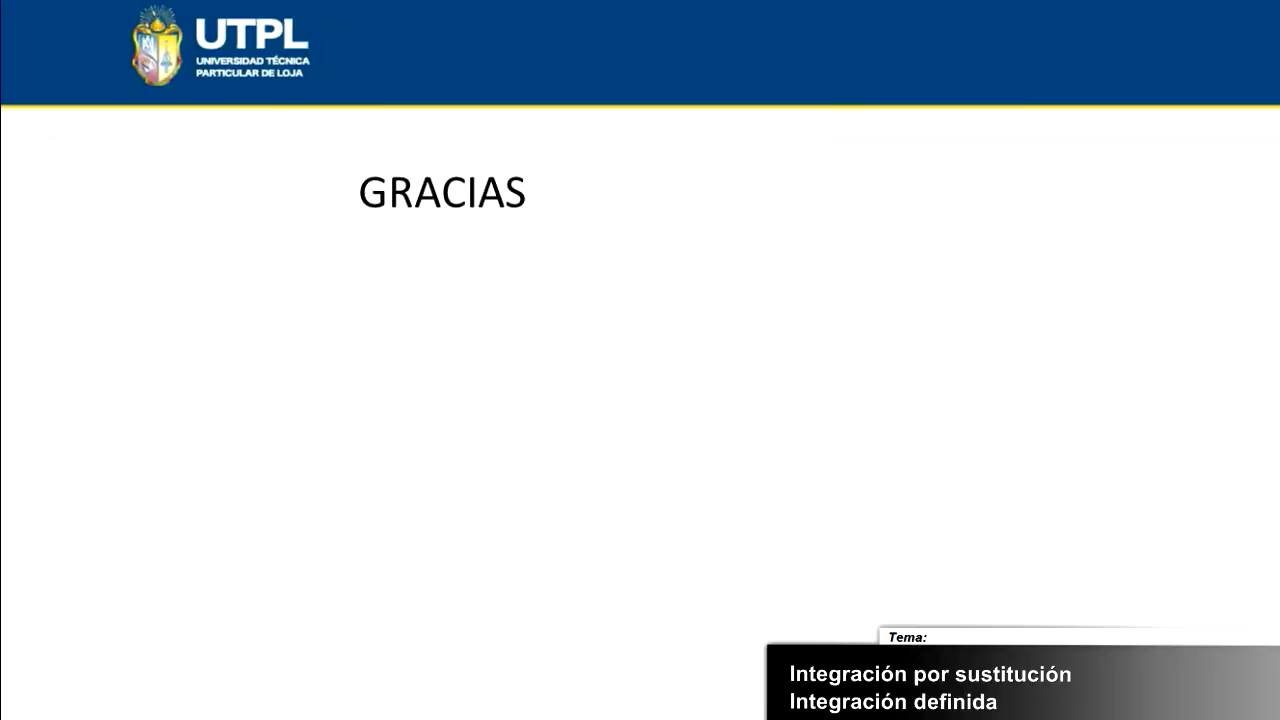 UTPL
UNIVERSIDAD TÉCNICA
PARTICULAR DE LOJA
GRACIAS
Tema:
Integración por sustitución
Integración definida